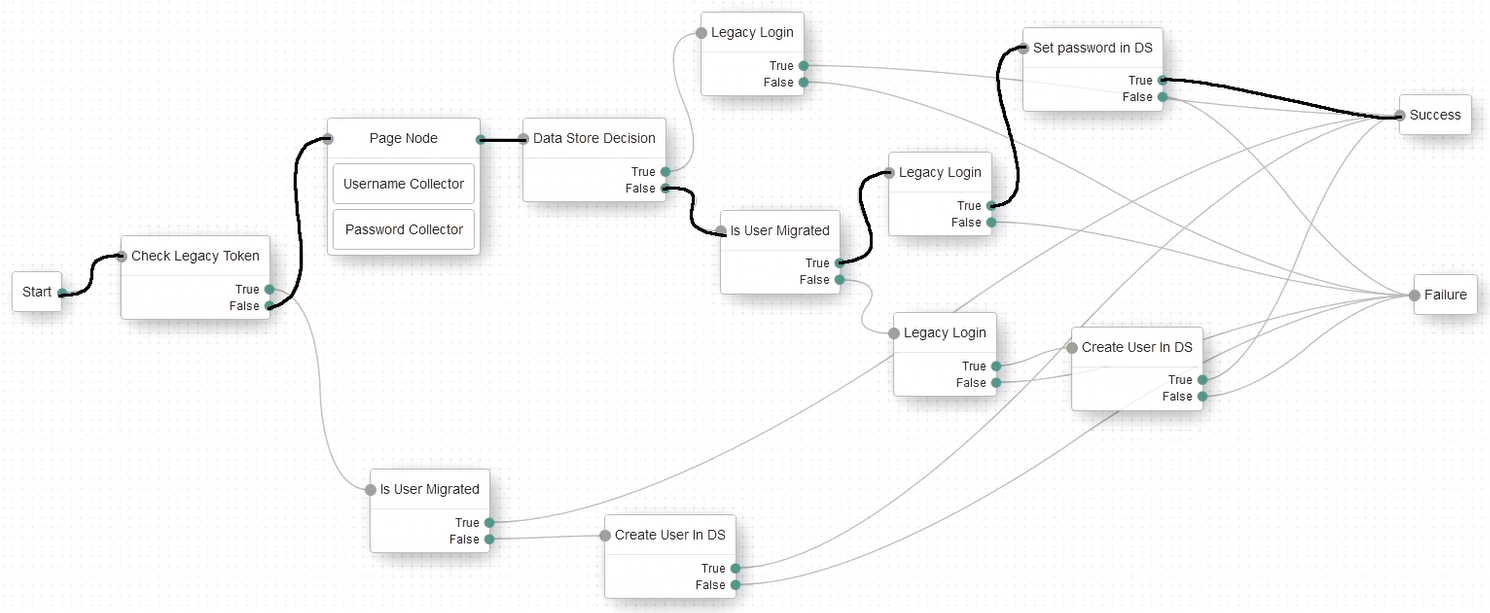 Start
Check Legacy Token
True
False
Page Node
Username Collector
Password Collector
Data Store Decision
True
False
Legacy Login
True
False
Is User Migrated
True
False
Legacy Login
True
False
Set password in DS
True
False
Legacy Login
True
False
Create User In DS
True
False
Is User Migrated
True
False
Create User In DS
True
False
Success
Failure